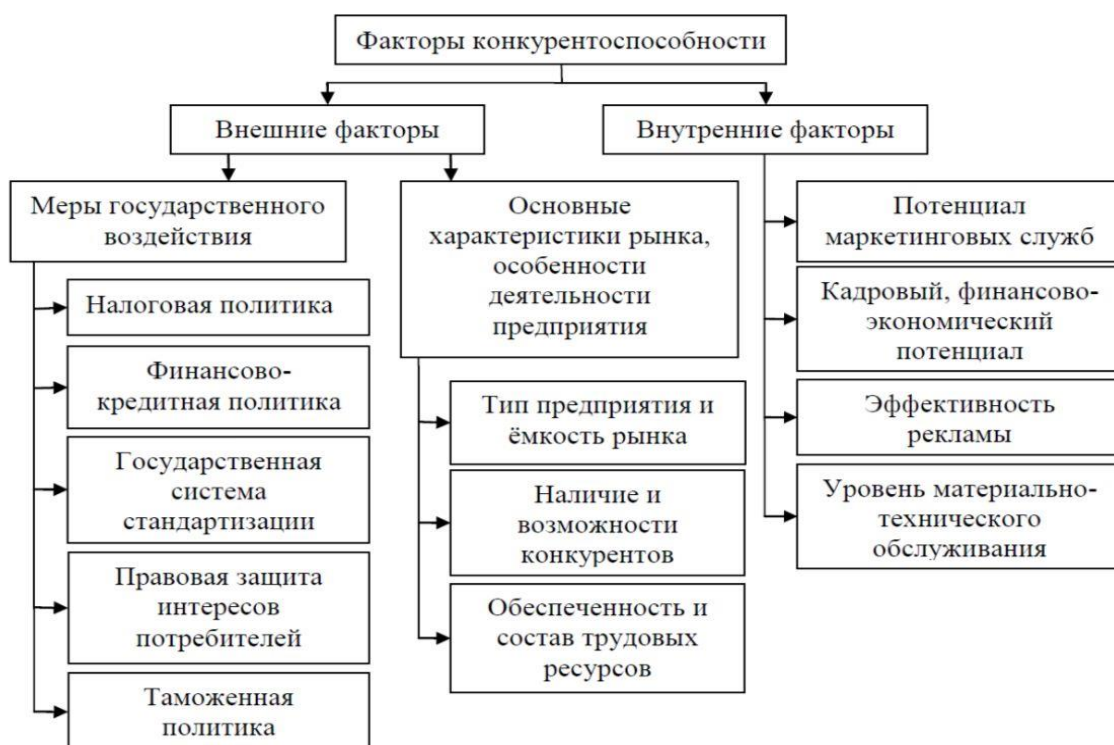 Факторы конкурентоспособности
Внешние факторы
Внутренние факторы
Меры государственного
воздействия
Налоговая политика
Финансово-
кредитная политика
Государственная
система
стандартизации
Правовая защита
интересов
потребителей
Таможенная
политика
Основные
характеристики рынка,
особенности
деятельности
предприятия
Тип предприятия и
ёмкость рынка
Наличие и
возможности
конкурентов
Обеспеченность и
состав трудовых
ресурсов
Потенциал
маркетинговых служб
Кадровый, финансово-
экономический
потенциал
Эффективность
рекламы
Уровень материально-
технического
обслуживания